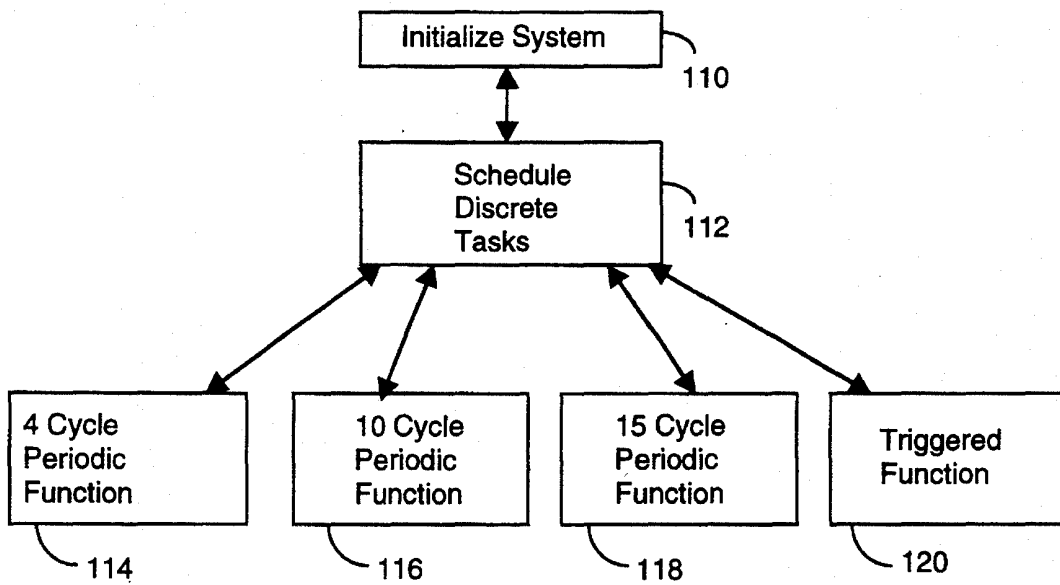 Initialize System
110
Schedule
Discrete
Tasks
112
4 Cycle
Periodic
Function
114
10 Cycle
Periodic
Function
116
15 Cycle
Periodic
Function
118
Triggered
Function
120